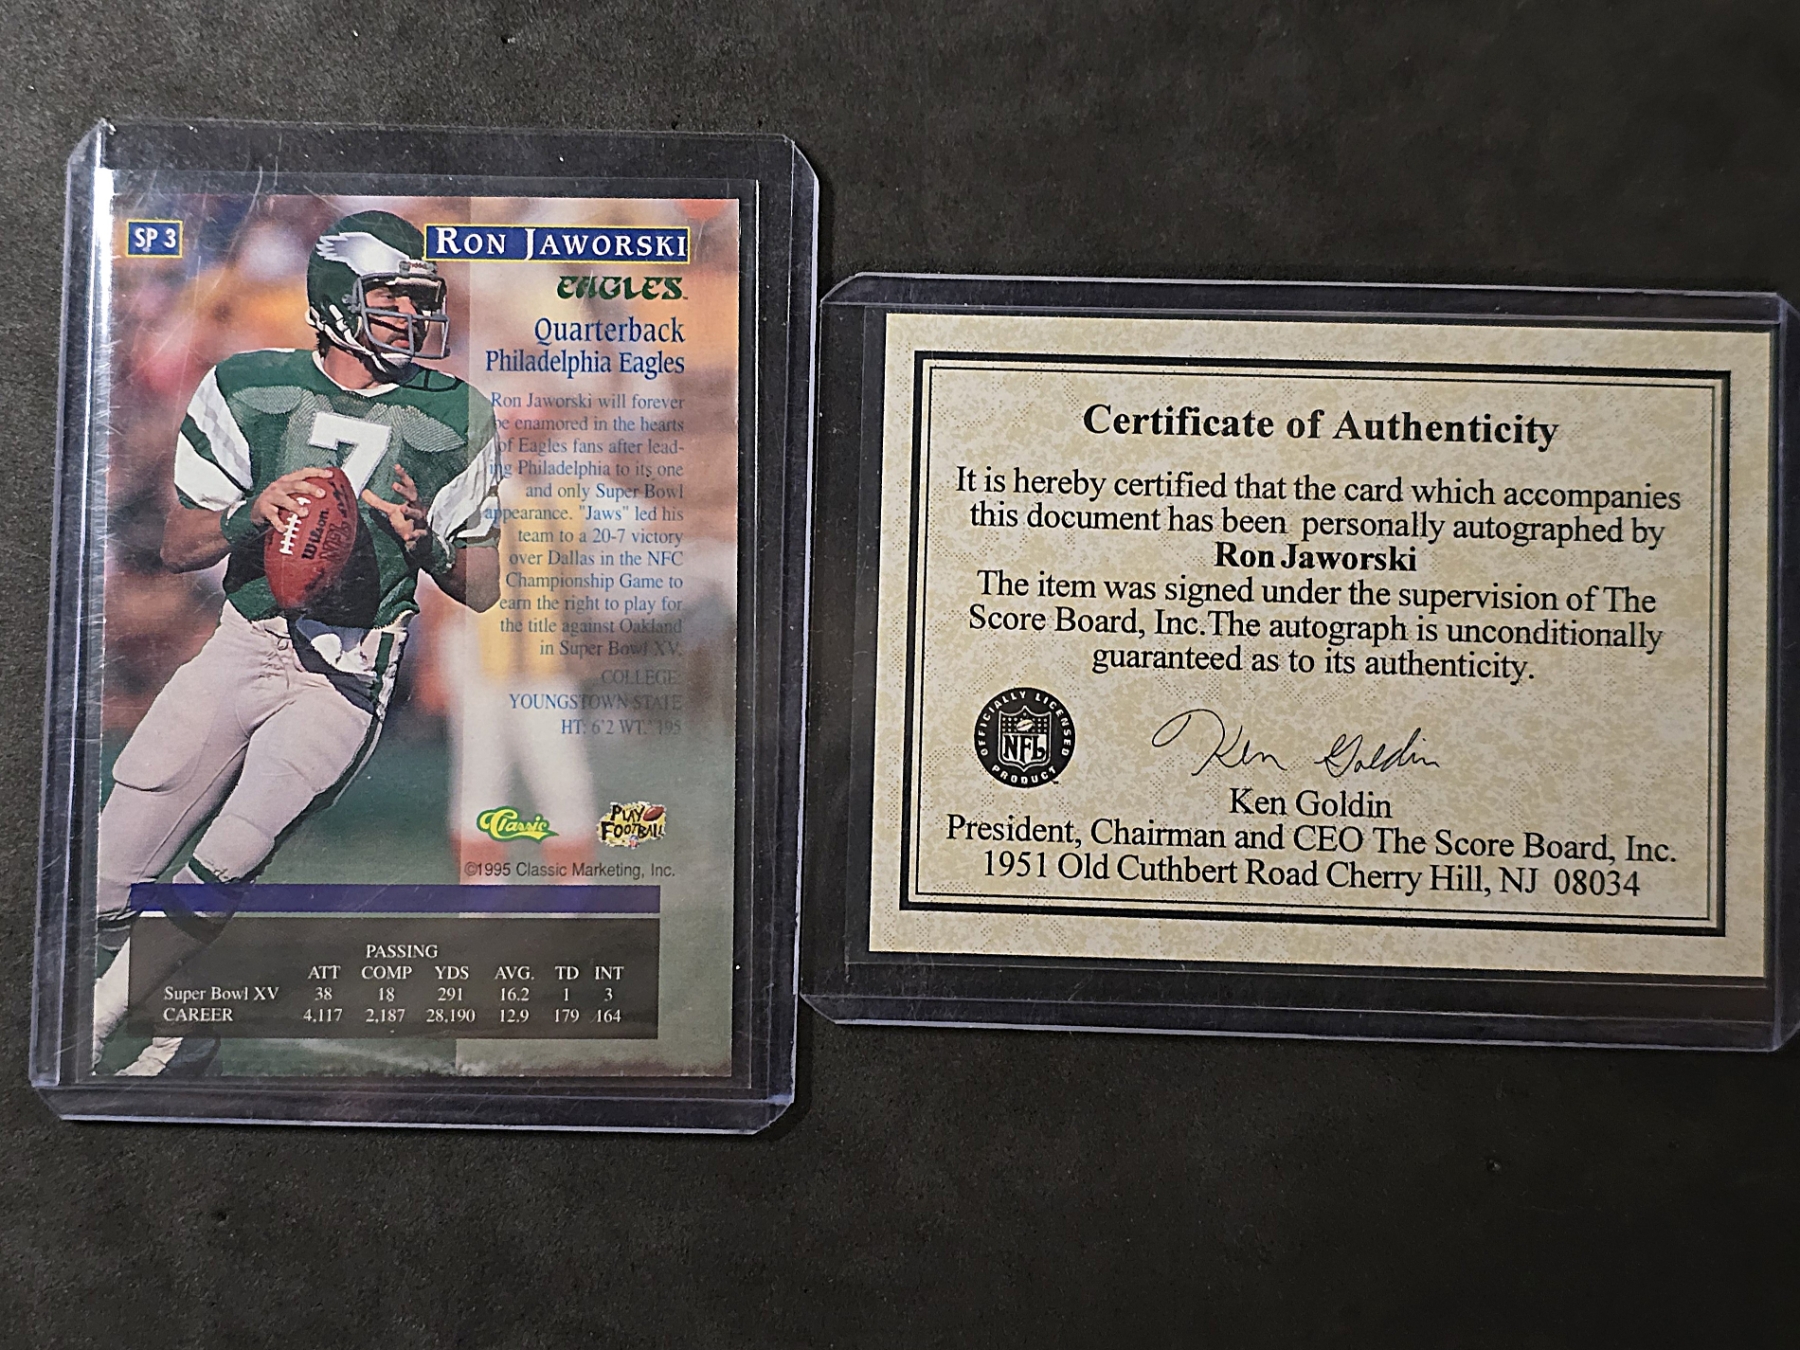 SP 3
RON JAWORSKI
EAGLES
Quarterback
Philadelphia Eagles
Ron Jaworski will forever
be enamored in the hearts
of Eagles fans after lead-
ing Philadelphia to its one
and only Super Bowl
appearance. "Jaws" led his
team to a 20-7 victory
over Dallas in the NFC
Championship Game to
earn the right to play for
the title against Oakland
in Super Bowl XV.
COLLEGE:
YOUNGSTOWN STATE
HT: 6'2 WT: 195
7
Wilson
NFL
Classic
PLAY
FOOTBALL
©1995 Classic Marketing, Inc.
PASSING
ATT COMP YDS AVG. TD INT
Super Bowl XV 38 18 291 16.2 1 3
CAREER 4,117 2,187 28,190 12.9 179 164
Certificate of Authenticity
It is hereby certified that the card which accompanies
this document has been personally autographed by
Ron Jaworski
The item was signed under the supervision of The
Score Board, Inc.The autograph is unconditionally
guaranteed as to its authenticity.
OFFICIALLY LICENSED
NFL
PRODUCT
Ken Goldin
Ken Goldin
President, Chairman and CEO The Score Board, Inc.
1951 Old Cuthbert Road Cherry Hill, NJ 08034